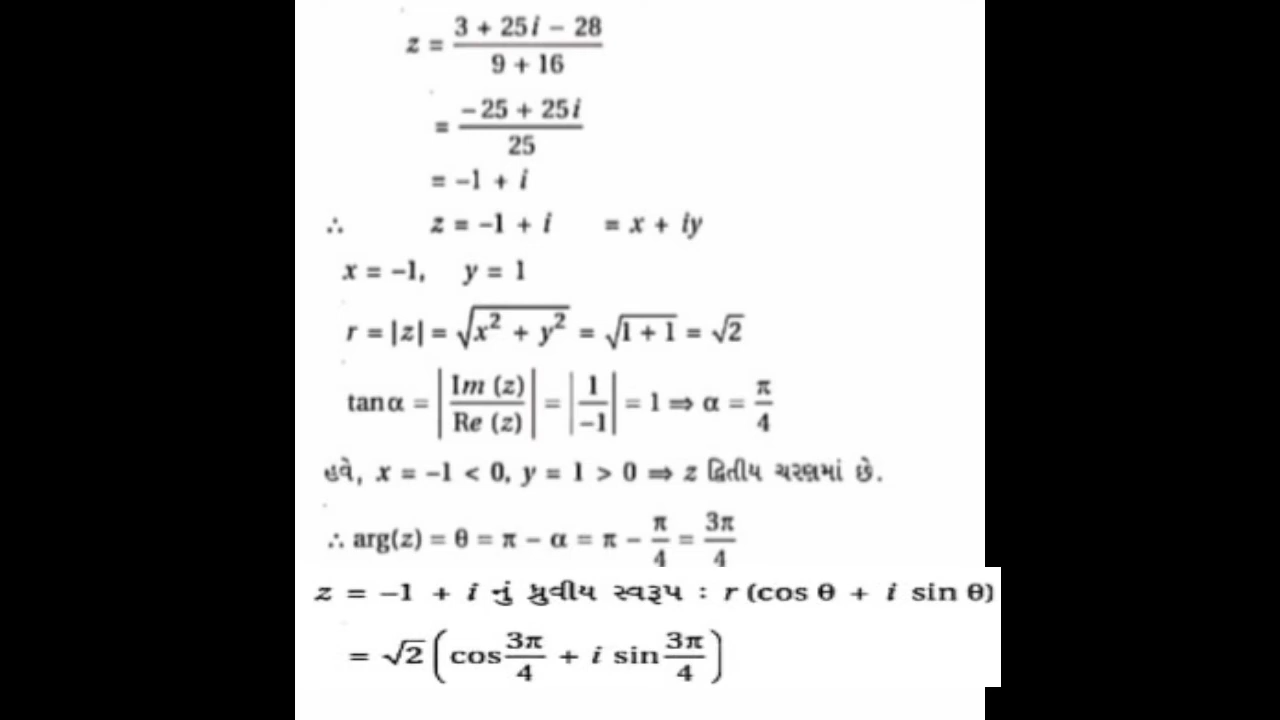 z = (3 + 25i − 28)/(9 + 16)
= (−25 + 25i)/25
= −1 + i
∴ z = −1 + i = x + iy
x = −1, y = 1
r = |z| = √(x² + y²) = √(1 + 1) = √2
tan α = |Im (z)/Re (z)| = |1/−1| = 1 ⇒ α = π/4
હવે, x = −1 < 0, y = 1 > 0 ⇒ z દ્વિતીય ચરણમાં છે.
∴ arg(z) = θ = π − α = π − π/4 = 3π/4
z = −1 + i નું ધ્રુવીય સ્વરૂપ : r (cos θ + i sin θ)
= √2 (cos 3π/4 + i sin 3π/4)